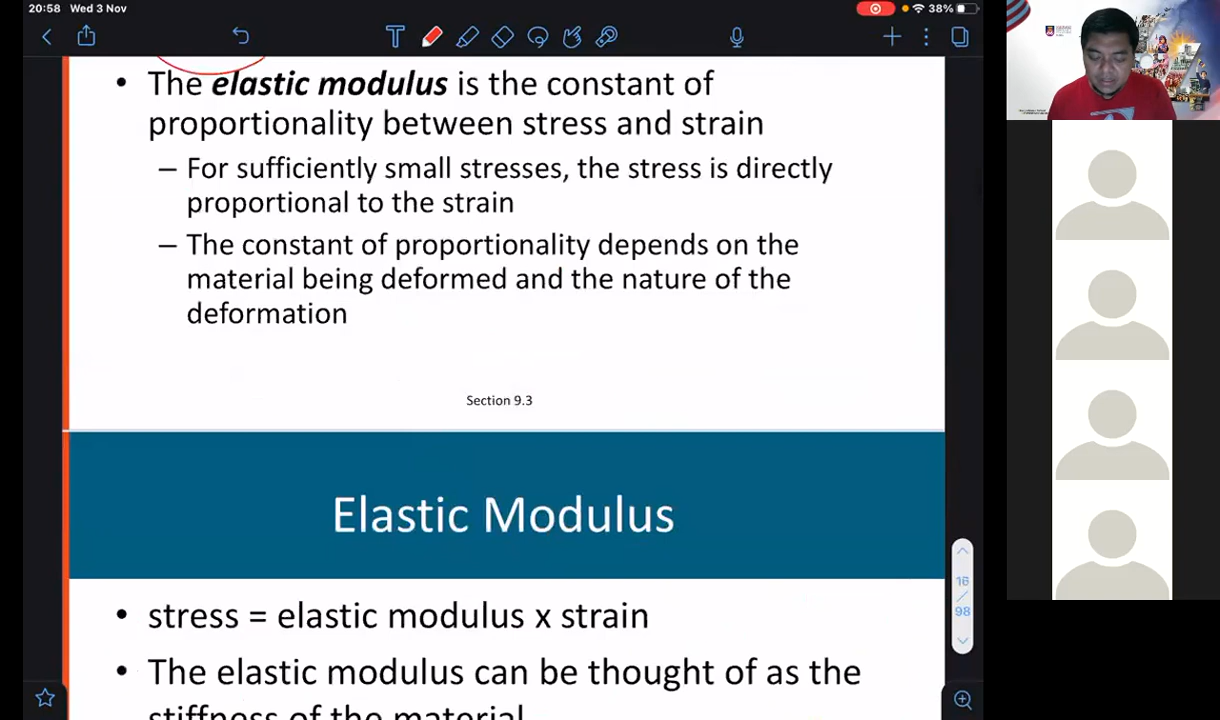 20:58 Wed 3 Nov
38%
• The elastic modulus is the constant of
proportionality between stress and strain
– For sufficiently small stresses, the stress is directly
proportional to the strain
– The constant of proportionality depends on the
material being deformed and the nature of the
deformation
Section 9.3
Elastic Modulus
16
/
98
• stress = elastic modulus x strain
• The elastic modulus can be thought of as the
stiffness of the material